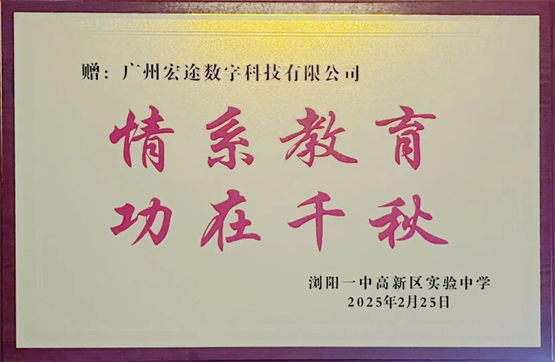 赠：广州宏途数字科技有限公司
情系教育
功在千秋
浏阳一中高新区实验中学
2025年2月25日